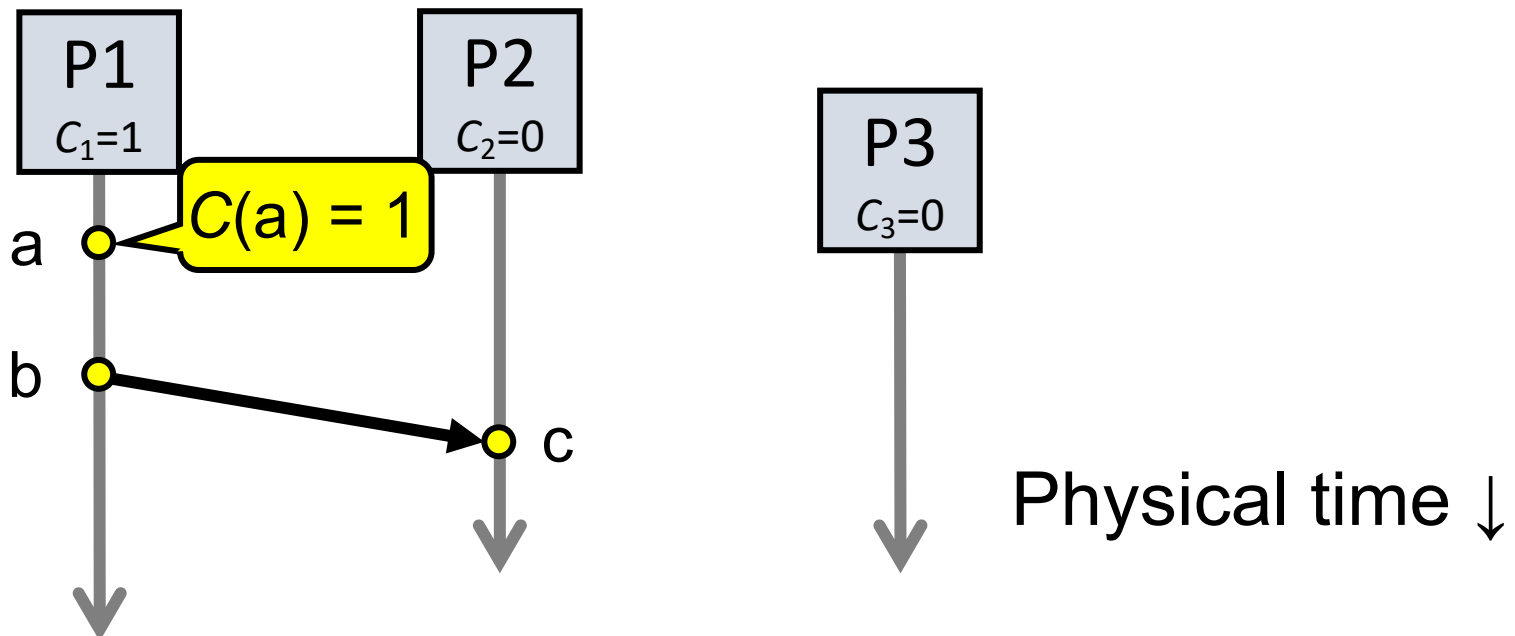 P1
C₁=1
P2
C₂=0
P3
C₃=0
C(a) = 1
a
b
c
Physical time ↓